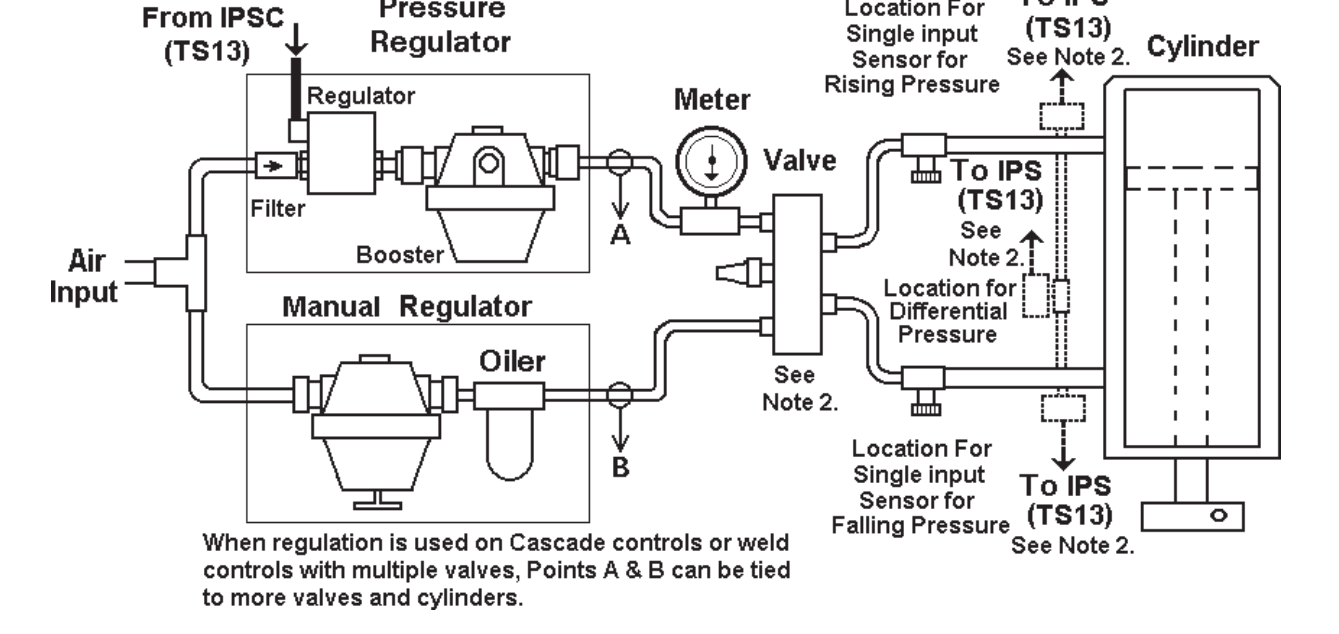 From IPSC
(TS13)
Pressure
Regulator
Regulator
Filter
Booster
Air
Input
A
Meter
Valve
Location For
Single input
Sensor for
Rising Pressure
To IPS
(TS13)
See Note 2.
Cylinder
To IPS
(TS13)
See
Note 2.
Location for
Differential
Pressure
Manual Regulator
Oiler
B
See
Note 2.
Location For
Single input
Sensor for
Falling Pressure
To IPS
(TS13)
See Note 2.
When regulation is used on Cascade controls or weld
controls with multiple valves, Points A & B can be tied
to more valves and cylinders.